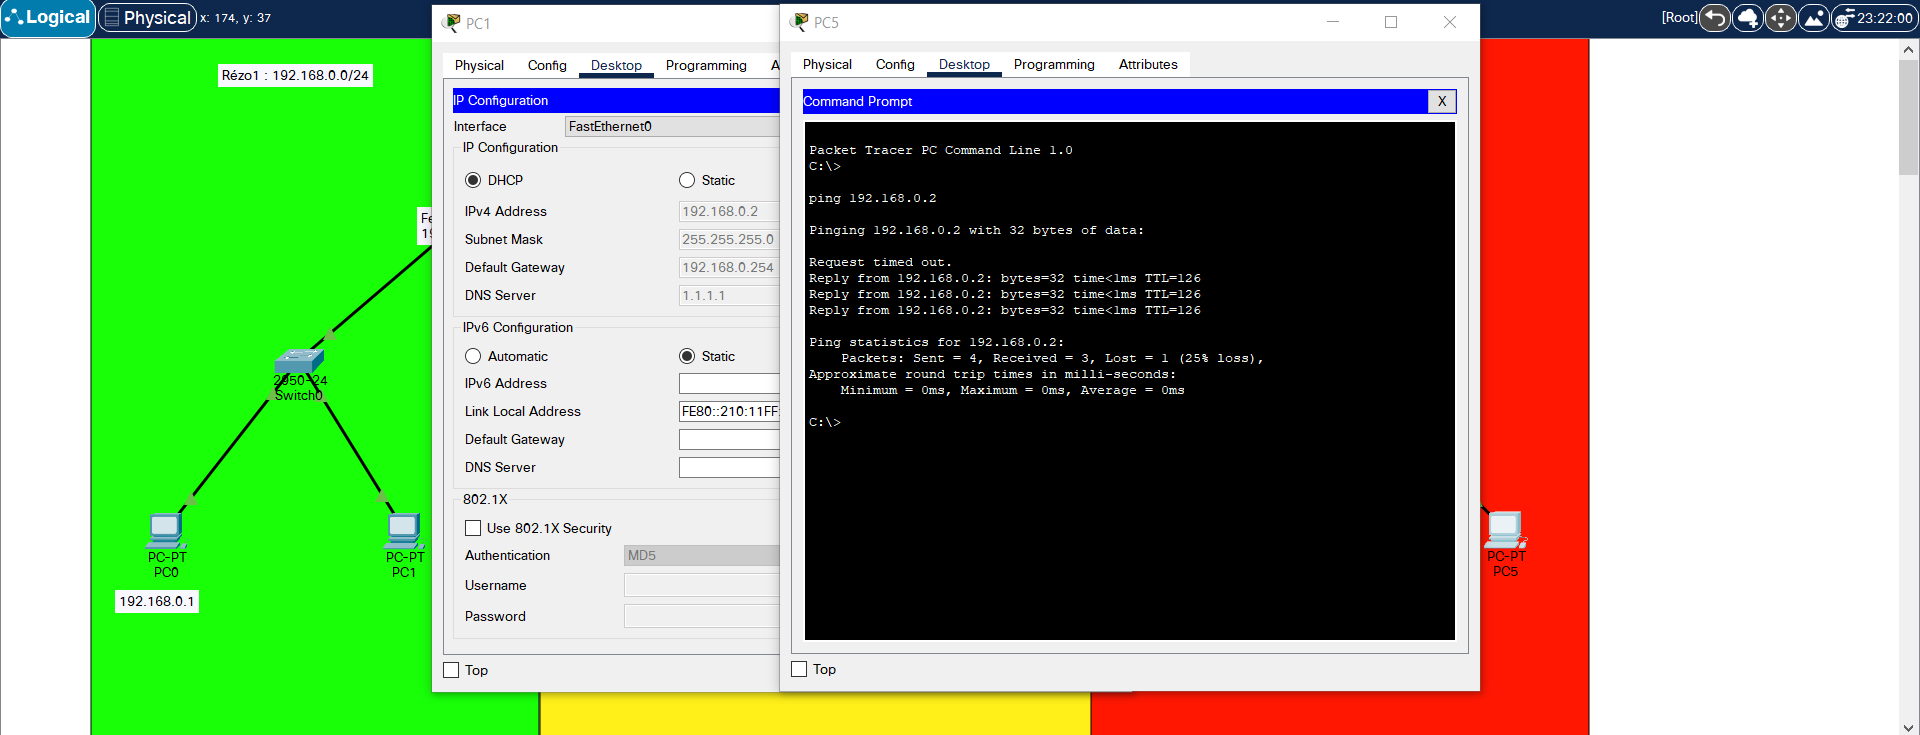 Logical
Physical
x: 174, y: 37
[Root]
23:22:00
Rézo1 : 192.168.0.0/24
2950-24
Switch0
PC-PT
PC0
192.168.0.1
PC-PT
PC1
PC1
Physical
Config
Desktop
Programming
IP Configuration
Interface
FastEthernet0
IP Configuration
DHCP
Static
IPv4 Address
192.168.0.2
Subnet Mask
255.255.255.0
Default Gateway
192.168.0.254
DNS Server
1.1.1.1
IPv6 Configuration
Automatic
Static
IPv6 Address
Link Local Address
FE80::210:11FF:
Default Gateway
DNS Server
802.1X
Use 802.1X Security
Authentication
MD5
Username
Password
Top
PC5
Physical
Config
Desktop
Programming
Attributes
Command Prompt
X
Packet Tracer PC Command Line 1.0
C:\>
ping 192.168.0.2
Pinging 192.168.0.2 with 32 bytes of data:
Request timed out.
Reply from 192.168.0.2: bytes=32 time<1ms TTL=126
Reply from 192.168.0.2: bytes=32 time<1ms TTL=126
Reply from 192.168.0.2: bytes=32 time<1ms TTL=126
Ping statistics for 192.168.0.2:
Packets: Sent = 4, Received = 3, Lost = 1 (25% loss),
Approximate round trip times in milli-seconds:
Minimum = 0ms, Maximum = 0ms, Average = 0ms
C:\>
Top
PC-PT
PC5